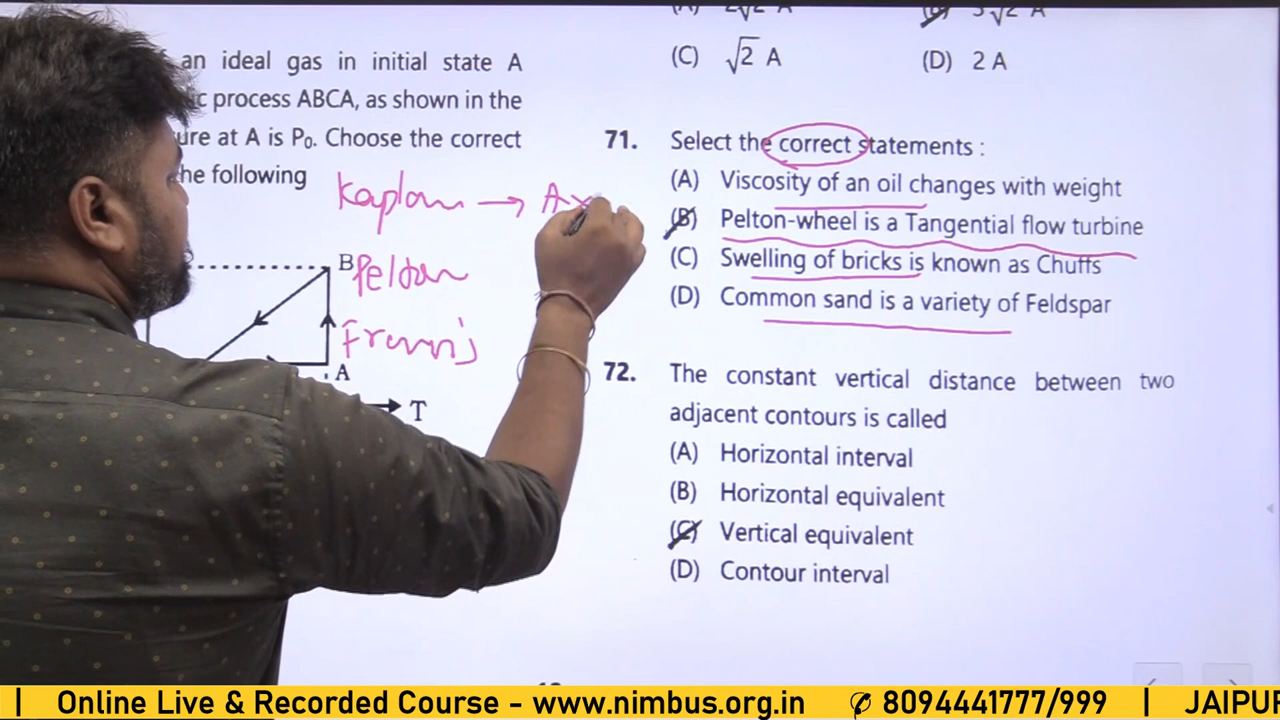 (C) √2 A
(D) 2 A
an ideal gas in initial state A
process ABCA, as shown in the
ure at A is P₀. Choose the correct
he following
Kaplan → Ax
B
Pelton
Francis
A
T
71. Select the correct statements :
(A) Viscosity of an oil changes with weight
(B) Pelton-wheel is a Tangential flow turbine
(C) Swelling of bricks is known as Chuffs
(D) Common sand is a variety of Feldspar
72. The constant vertical distance between two
adjacent contours is called
(A) Horizontal interval
(B) Horizontal equivalent
(C) Vertical equivalent
(D) Contour interval
| Online Live & Recorded Course - www.nimbus.org.in ✆ 8094441777/999 | JAIPUR